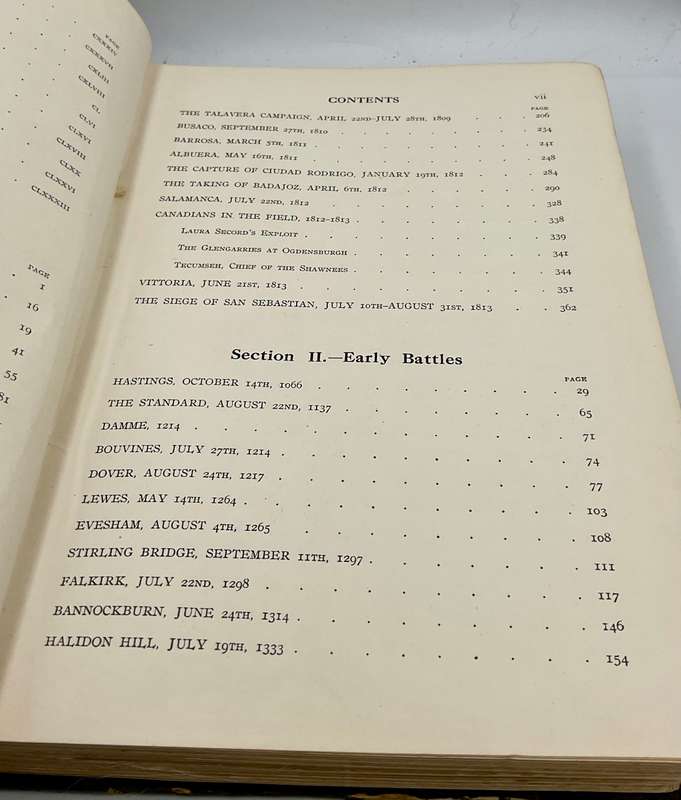 PAGE
CXXXIV
CXXXVII
CXLIII
CXLVIII
CL
CLVI
CLXVI
CLXVIII
CLXX
CLXXVI
CLXXXIII
PAGE
1
16
19
41
55
81
CONTENTS vii
PAGE
THE TALAVERA CAMPAIGN, APRIL 22ND–JULY 28TH, 1809 . . . 206
BUSACO, SEPTEMBER 27TH, 1810 . . . . . . 234
BARROSA, MARCH 5TH, 1811 . . . . . . . 241
ALBUERA, MAY 16TH, 1811 . . . . . . . 248
THE CAPTURE OF CIUDAD RODRIGO, JANUARY 19TH, 1812 . . . 284
THE TAKING OF BADAJOZ, APRIL 6TH, 1812 . . . . . 290
SALAMANCA, JULY 22ND, 1812 . . . . . . . 328
CANADIANS IN THE FIELD, 1812–1813 . . . . . . 338
LAURA SECORD'S EXPLOIT . . . . . . . 339
THE GLENGARRIES AT OGDENSBURGH . . . . . . 341
TECUMSEH, CHIEF OF THE SHAWNEES . . . . . . 344
VITTORIA, JUNE 21ST, 1813 . . . . . . . 351
THE SIEGE OF SAN SEBASTIAN, JULY 10TH–AUGUST 31ST, 1813 . . 362
Section II.—Early Battles
PAGE
HASTINGS, OCTOBER 14TH, 1066 . . . . . . . 29
THE STANDARD, AUGUST 22ND, 1137 . . . . . . 65
DAMME, 1214 . . . . . . . . . . 71
BOUVINES, JULY 27TH, 1214 . . . . . . . . 74
DOVER, AUGUST 24TH, 1217 . . . . . . . . 77
LEWES, MAY 14TH, 1264 . . . . . . . . . 103
EVESHAM, AUGUST 4TH, 1265 . . . . . . . 108
STIRLING BRIDGE, SEPTEMBER 11TH, 1297 . . . . . . 111
FALKIRK, JULY 22ND, 1298 . . . . . . . . 117
BANNOCKBURN, JUNE 24TH, 1314 . . . . . . . 146
HALIDON HILL, JULY 19TH, 1333 . . . . . . . 154